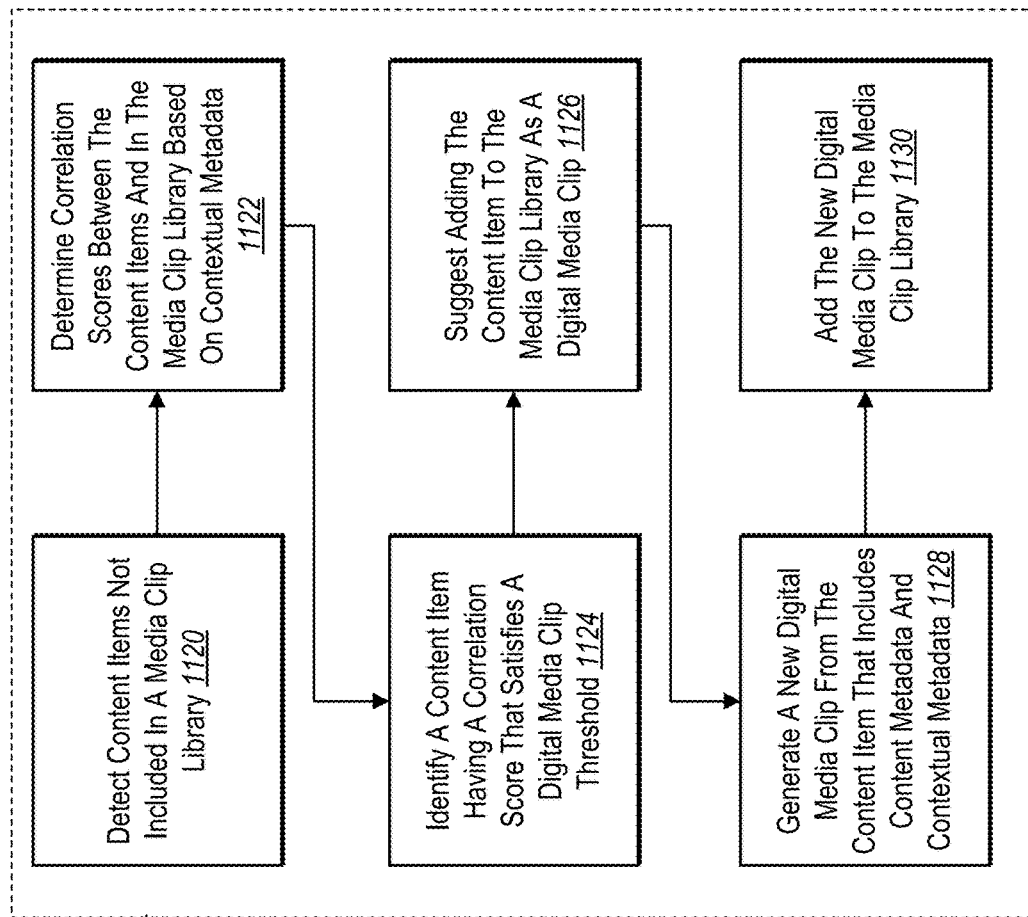 Detect Content Items Not
Included In A Media Clip
Library 1120
Determine Correlation
Scores Between The
Content Items And In The
Media Clip Library Based
On Contextual Metadata
1122
Identify A Content Item
Having A Correlation
Score That Satisfies A
Digital Media Clip
Threshold 1124
Suggest Adding The
Content Item To The
Media Clip Library As A
Digital Media Clip 1126
Generate A New Digital
Media Clip From The
Content Item That Includes
Content Metadata And
Contextual Metadata 1128
Add The New Digital
Media Clip To The Media
Clip Library 1130